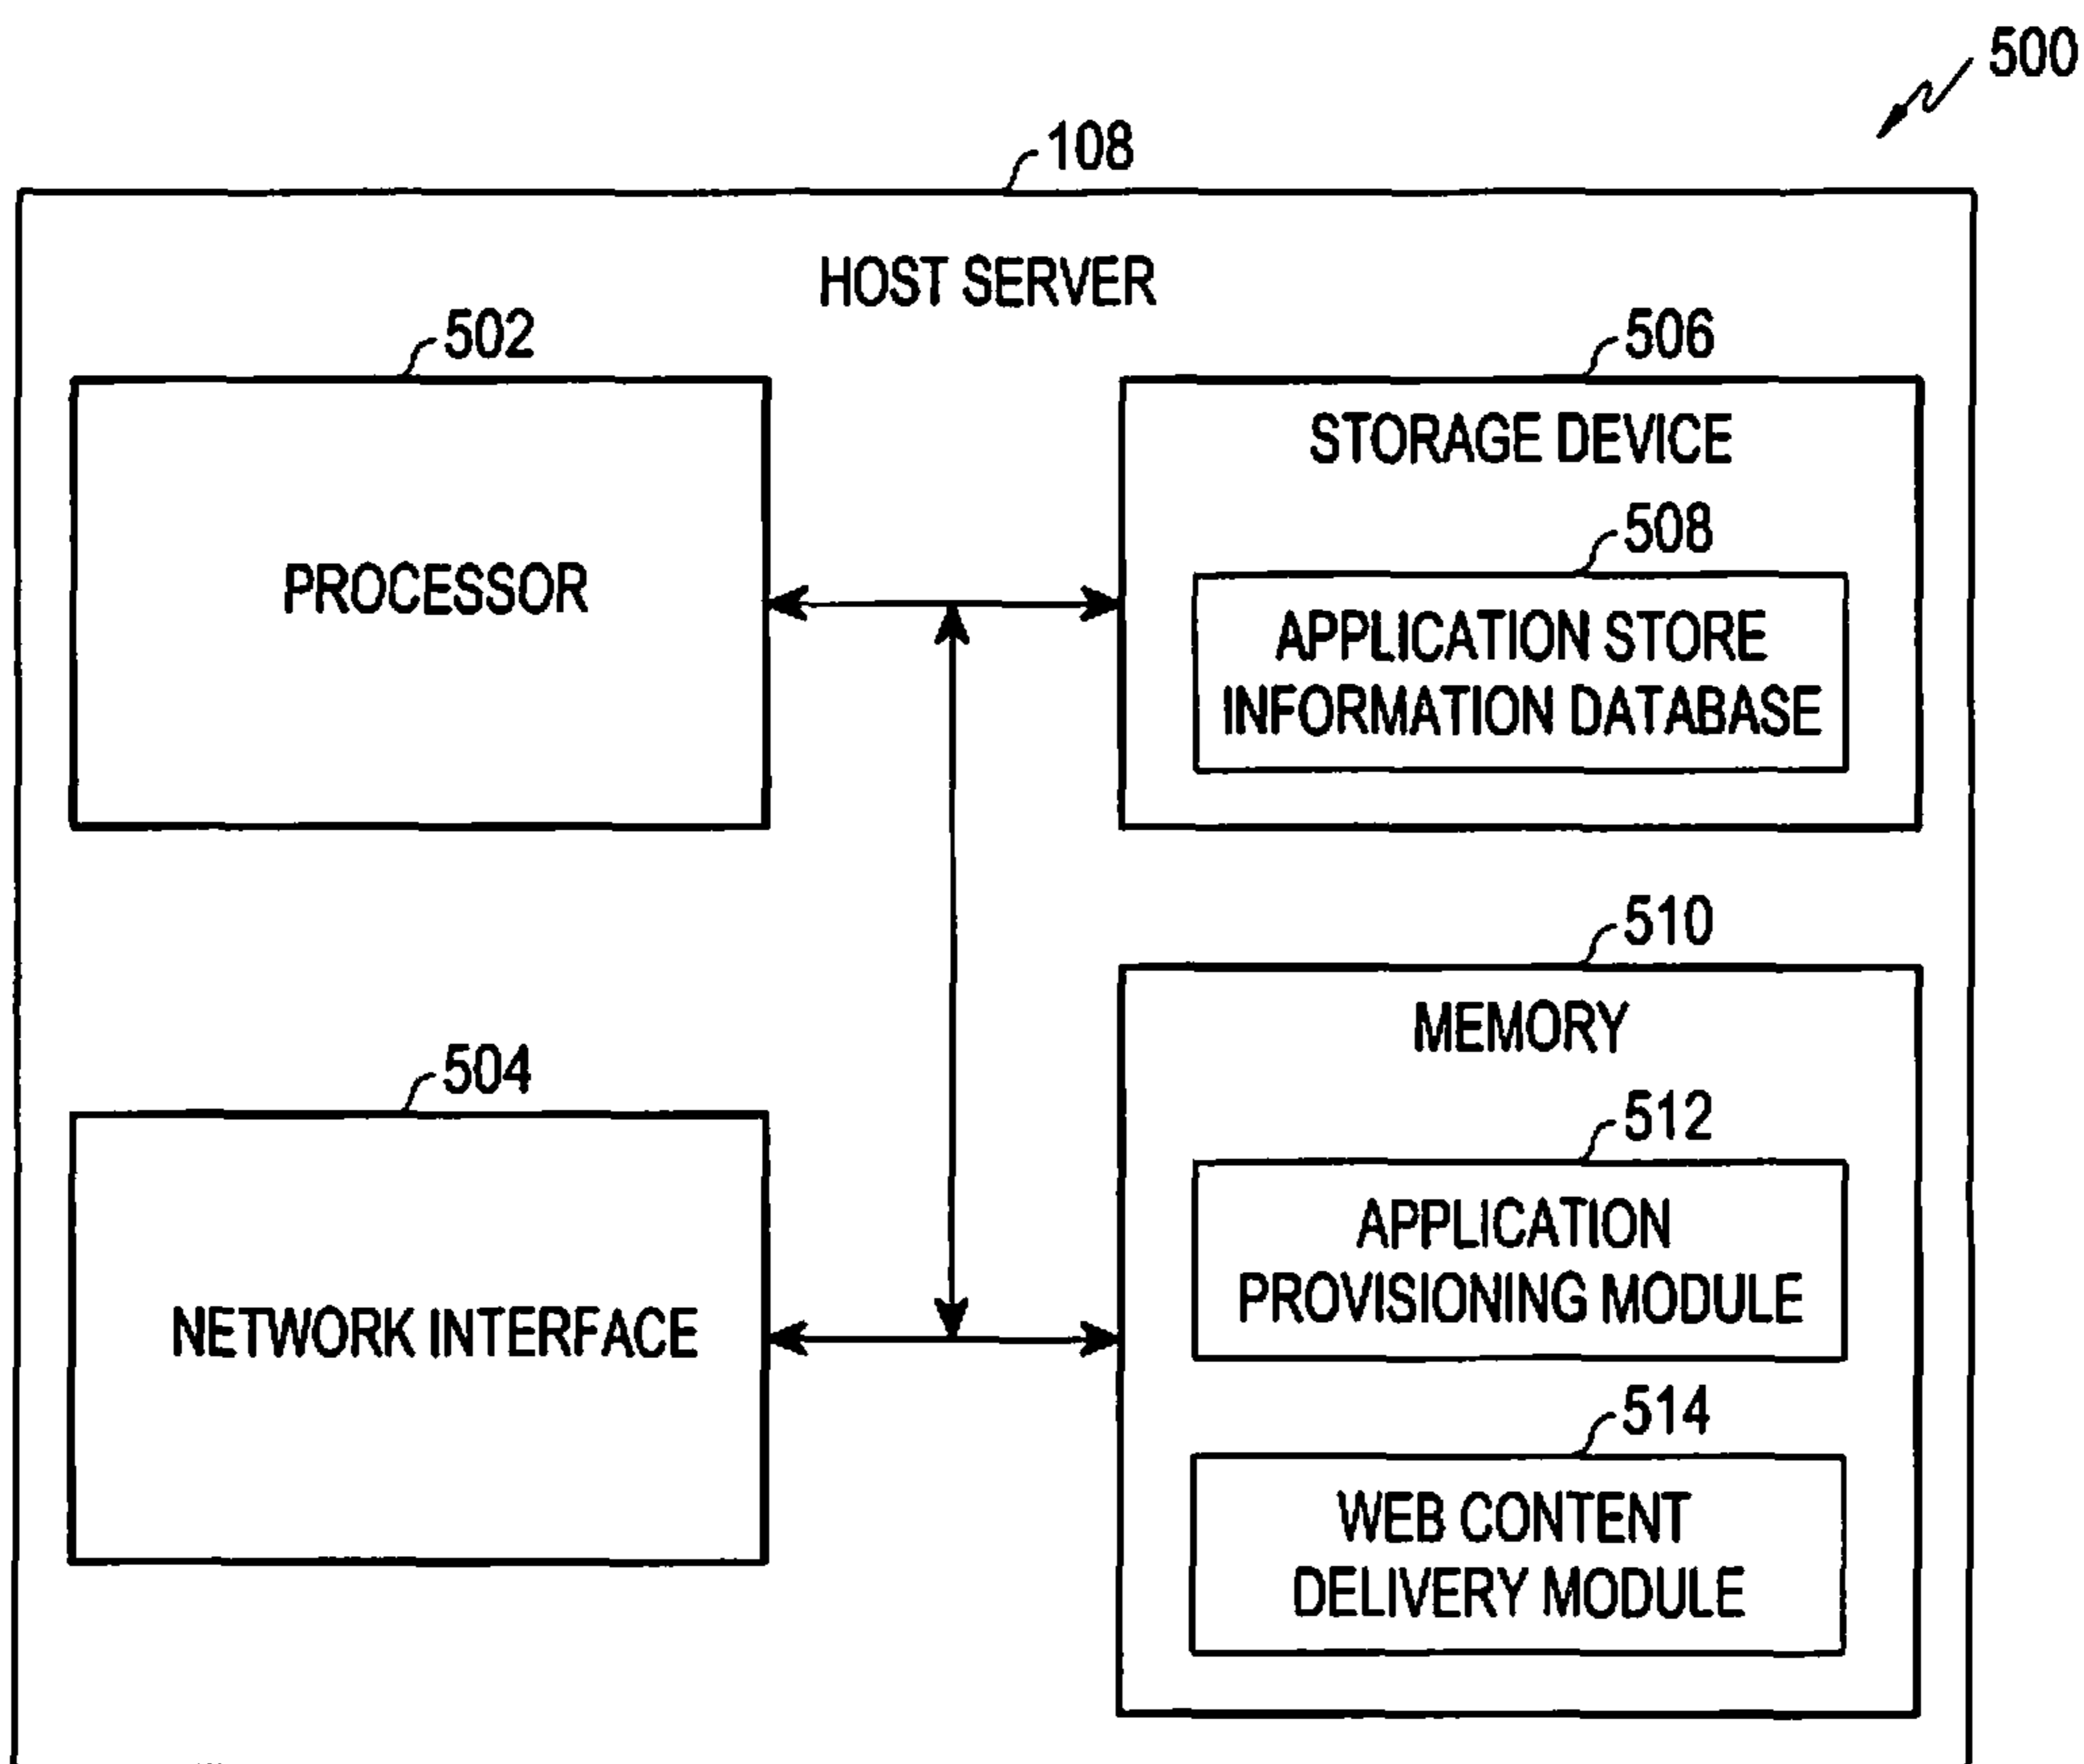 500
108
HOST SERVER
502
506
PROCESSOR
STORAGE DEVICE
508
APPLICATION STORE
INFORMATION DATABASE
504
510
NETWORK INTERFACE
MEMORY
512
APPLICATION
PROVISIONING MODULE
514
WEB CONTENT
DELIVERY MODULE